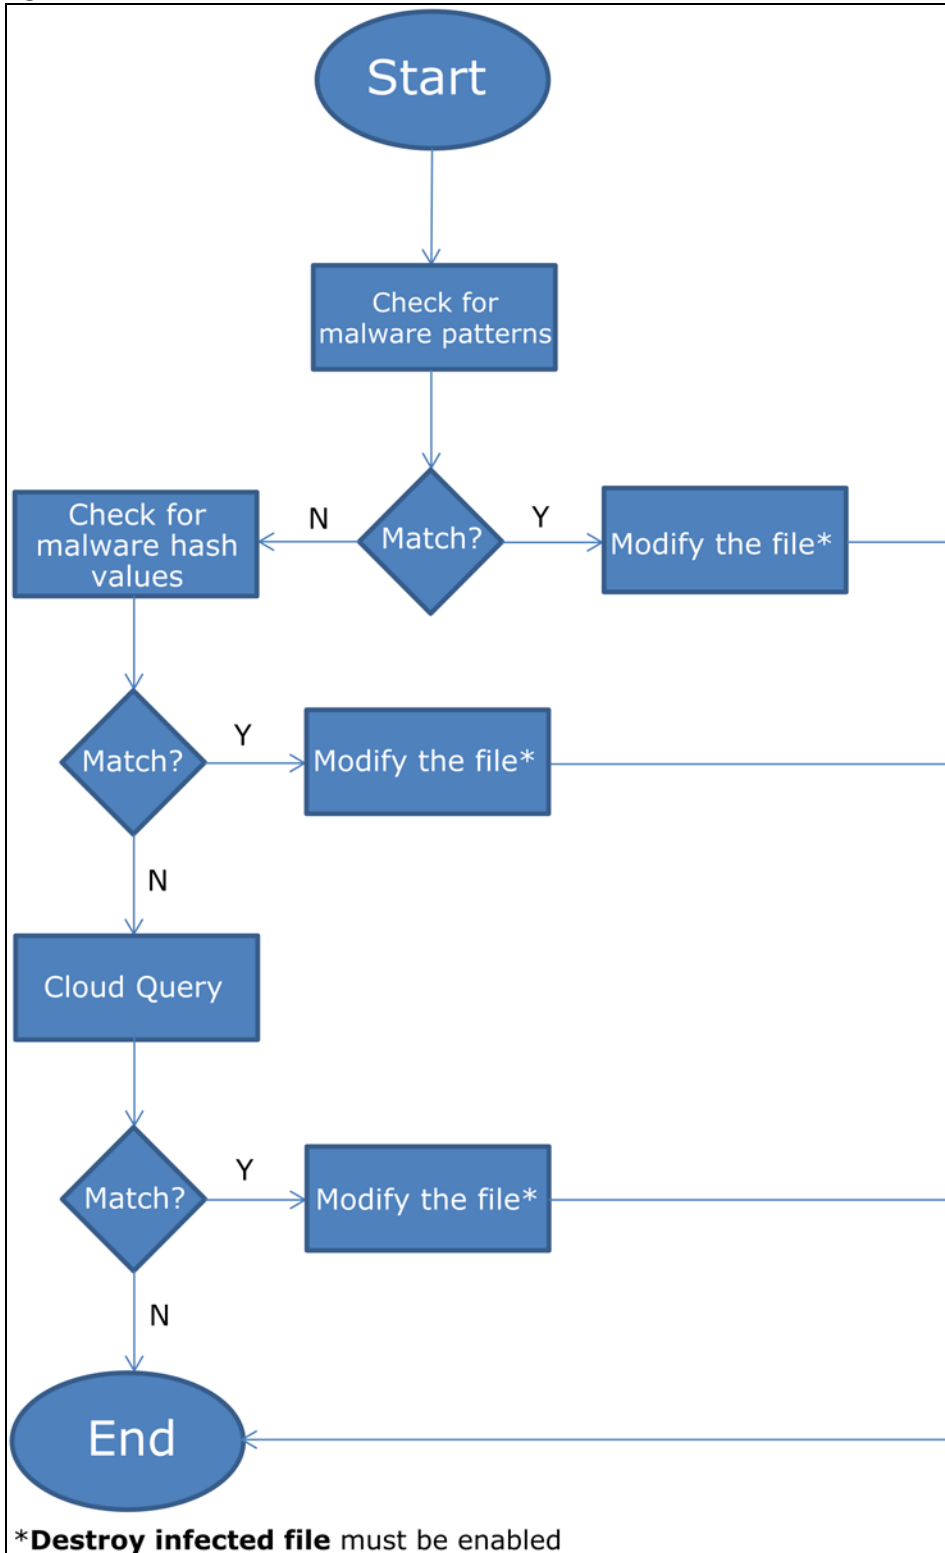 Start
Check for
malware patterns
Match?
N
Y
Check for
malware hash
values
Modify the file*
Match?
Y
Modify the file*
N
Cloud Query
Match?
Y
Modify the file*
N
End
*Destroy infected file must be enabled